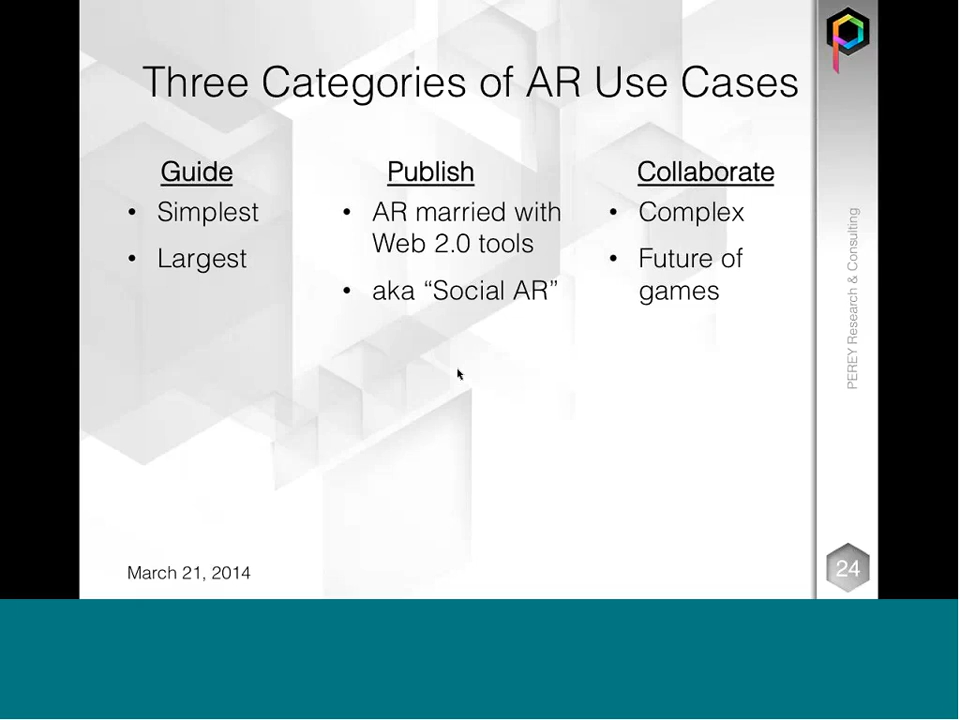 Three Categories of AR Use Cases
Guide
• Simplest
• Largest
Publish
• AR married with
Web 2.0 tools
• aka “Social AR”
Collaborate
• Complex
• Future of
games
PEREY Research & Consulting
March 21, 2014
24